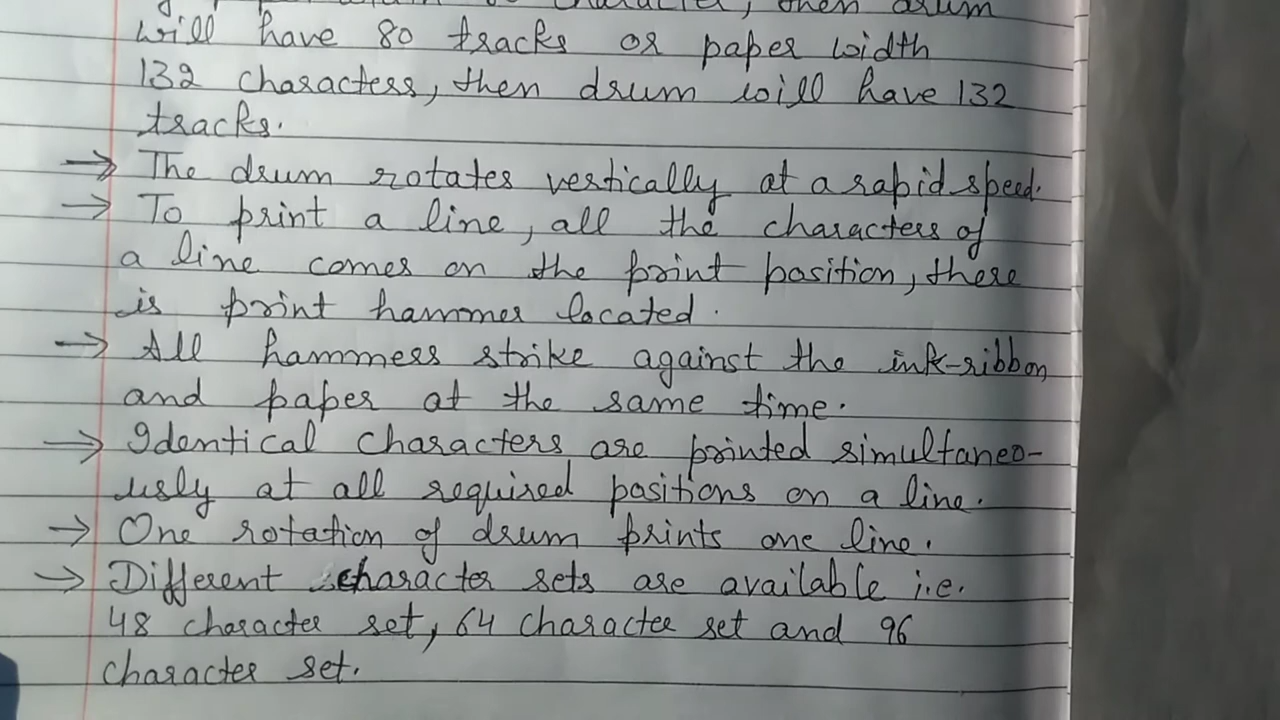 character, then drum
will have 80 tracks or paper width
132 characters, then drum will have 132
tracks.
→ The drum rotates vertically at a rapid speed.
→ To print a line, all the characters of
a line comes on the print position, there
is print hammer located.
→ All hammers strike against the ink-ribbon
and paper at the same time.
→ Identical characters are printed simultaneo-
usly at all required positions on a line.
→ One rotation of drum prints one line.
→ Different character sets are available i.e.
48 character set, 64 character set and 96
character set.